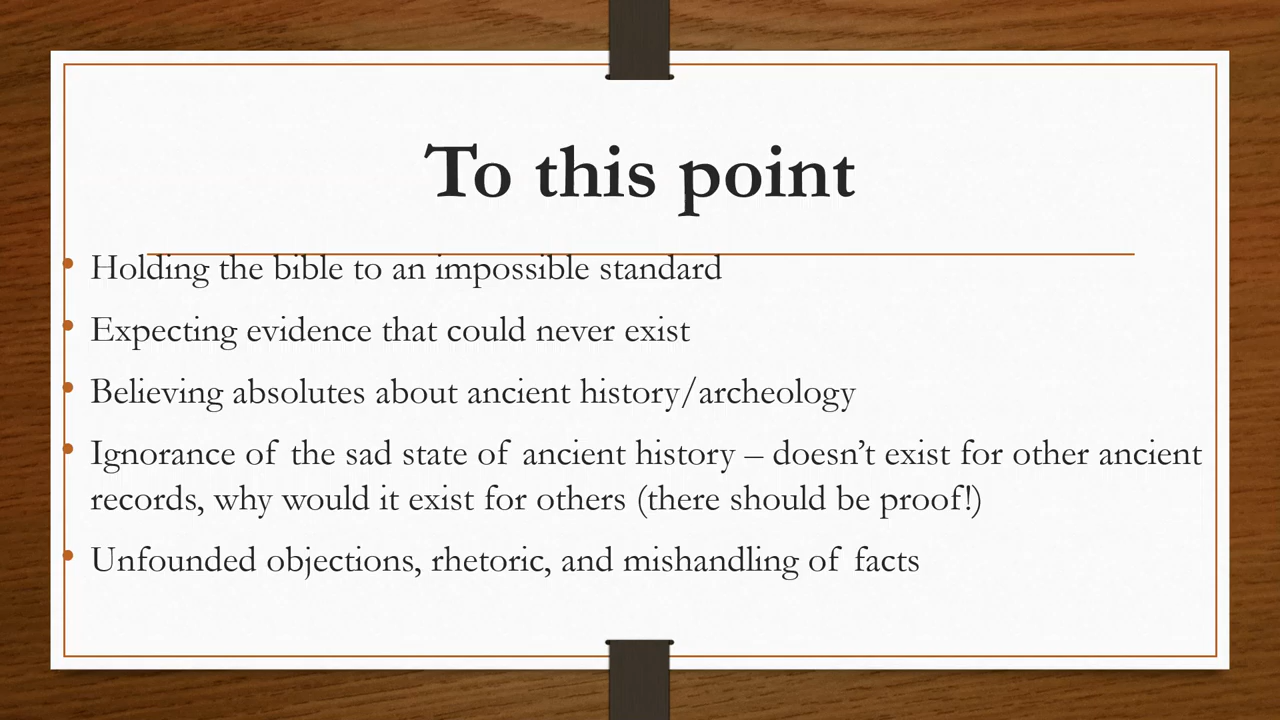 To this point
• Holding the bible to an impossible standard
• Expecting evidence that could never exist
• Believing absolutes about ancient history/archeology
• Ignorance of the sad state of ancient history – doesn’t exist for other ancient
records, why would it exist for others (there should be proof!)
• Unfounded objections, rhetoric, and mishandling of facts